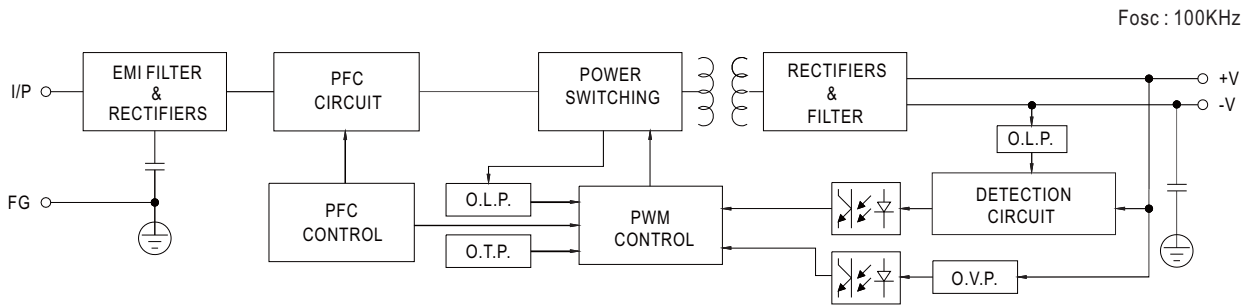 Fosc : 100KHz
I/P
EMI FILTER
&
RECTIFIERS
PFC
CIRCUIT
POWER
SWITCHING
RECTIFIERS
&
FILTER
+V
-V
O.L.P.
FG
PFC
CONTROL
O.L.P.
O.T.P.
PWM
CONTROL
DETECTION
CIRCUIT
O.V.P.